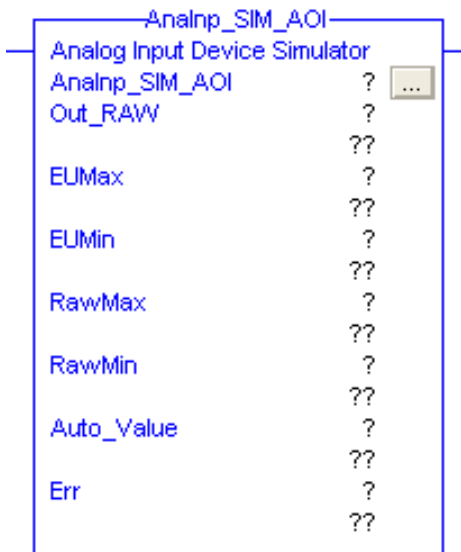 AnaInp_SIM_AOI
Analog Input Device Simulator
AnaInp_SIM_AOI ? ...
Out_RAW ?
??
EUMax ?
??
EUMin ?
??
RawMax ?
??
RawMin ?
??
Auto_Value ?
??
Err ?
??